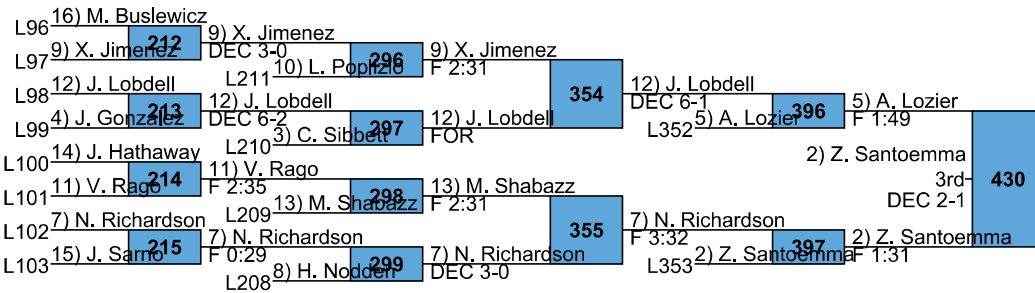 L96
16) M. Buslewicz
212
L97
9) X. Jimenez
9) X. Jimenez
DEC 3-0
296
L211
10) L. Poplizio
9) X. Jimenez
F 2:31
L98
12) J. Lobdell
213
L99
4) J. Gonzalez
12) J. Lobdell
DEC 6-2
297
L210
3) C. Sibbett
12) J. Lobdell
FOR
354
12) J. Lobdell
DEC 6-1
396
L352
5) A. Lozier
5) A. Lozier
F 1:49
L100
14) J. Hathaway
214
L101
11) V. Rago
11) V. Rago
F 2:35
298
L209
13) M. Shabazz
13) M. Shabazz
F 2:31
L102
7) N. Richardson
215
L103
15) J. Sarno
7) N. Richardson
F 0:29
299
L208
8) H. Nodden
7) N. Richardson
DEC 3-0
355
7) N. Richardson
F 3:32
397
L353
2) Z. Santoemma
2) Z. Santoemma
F 1:31
2) Z. Santoemma
3rd
DEC 2-1
430